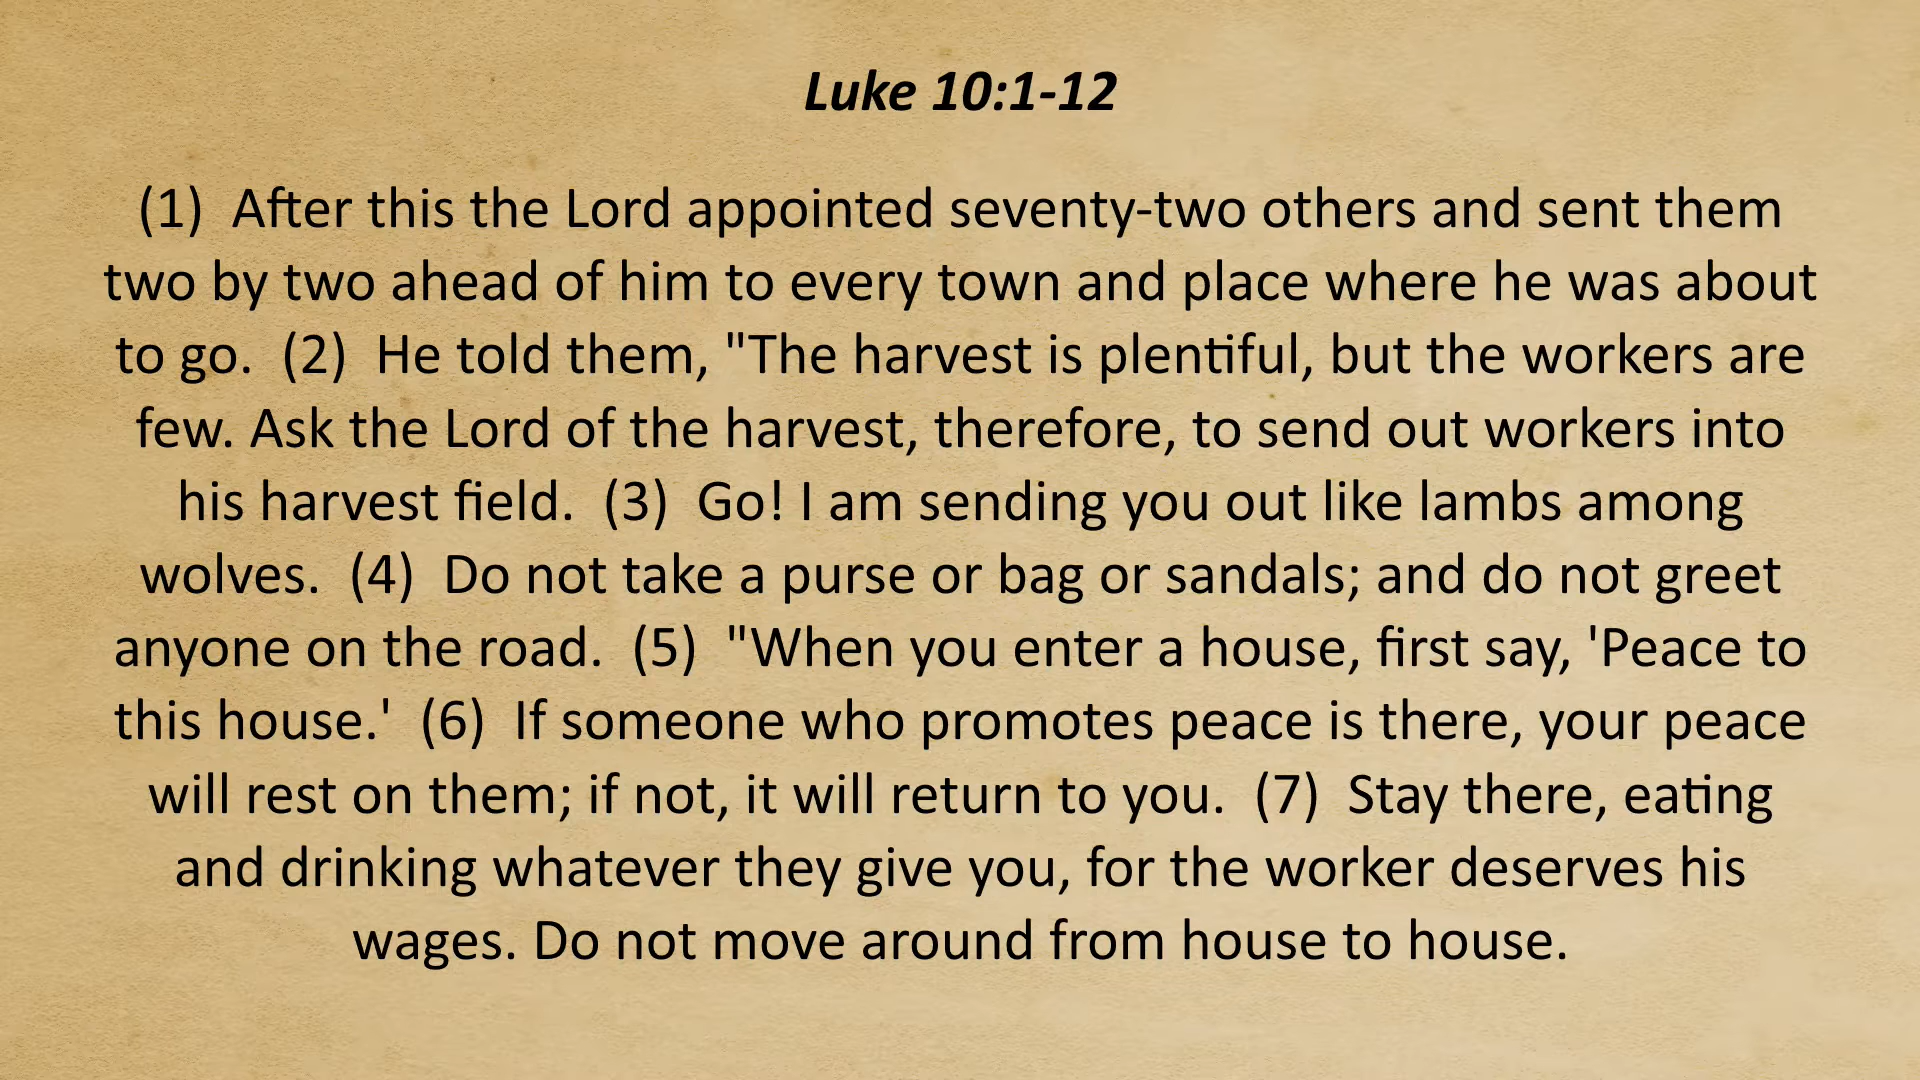 Luke 10:1-12
(1)  After this the Lord appointed seventy-two others and sent them
two by two ahead of him to every town and place where he was about
to go.  (2)  He told them, "The harvest is plentiful, but the workers are
few. Ask the Lord of the harvest, therefore, to send out workers into
his harvest field.  (3)  Go! I am sending you out like lambs among
wolves.  (4)  Do not take a purse or bag or sandals; and do not greet
anyone on the road.  (5)  "When you enter a house, first say, 'Peace to
this house.'  (6)  If someone who promotes peace is there, your peace
will rest on them; if not, it will return to you.  (7)  Stay there, eating
and drinking whatever they give you, for the worker deserves his
wages. Do not move around from house to house.